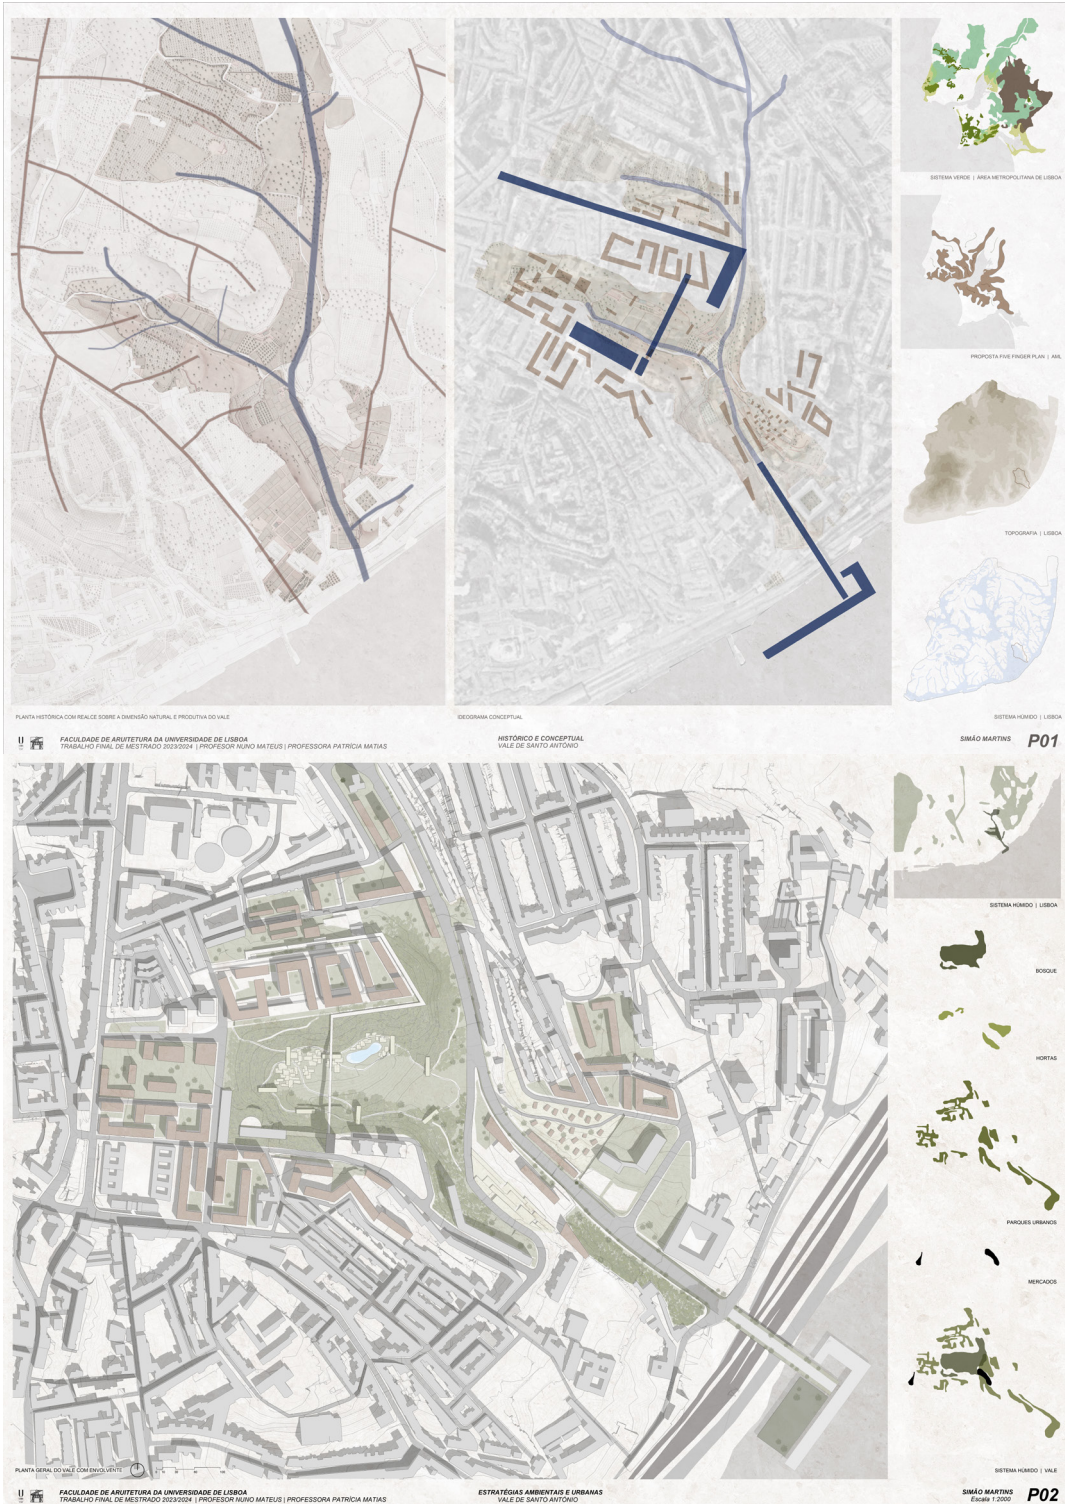 SISTEMA VERDE | ÁREA METROPOLITANA DE LISBOA
PROPOSTA FIVE FINGER PLAN | AML
TOPOGRAFIA | LISBOA
SISTEMA HÚMIDO | LISBOA
PLANTA HISTÓRICA COM REALCE SOBRE A DIMENSÃO NATURAL E PRODUTIVA DO VALE
IDEOGRAMA CONCEPTUAL
FACULDADE DE ARUITETURA DA UNIVERSIDADE DE LISBOA
TRABALHO FINAL DE MESTRADO 2023/2024 | PROFESOR NUNO MATEUS | PROFESSORA PATRÍCIA MATIAS
HISTÓRICO E CONCEPTUAL
VALE DE SANTO ANTÓNIO
SIMÃO MARTINS
P01
SISTEMA HÚMIDO | LISBOA
BOSQUE
HORTAS
PARQUES URBANOS
MERCADOS
SISTEMA HÚMIDO | VALE
PLANTA GERAL DO VALE COM ENVOLVENTE
FACULDADE DE ARUITETURA DA UNIVERSIDADE DE LISBOA
TRABALHO FINAL DE MESTRADO 2023/2024 | PROFESOR NUNO MATEUS | PROFESSORA PATRÍCIA MATIAS
ESTRATÉGIAS AMBIENTAIS E URBANAS
VALE DE SANTO ANTÓNIO
SIMÃO MARTINS
Escala 1:2000
P02